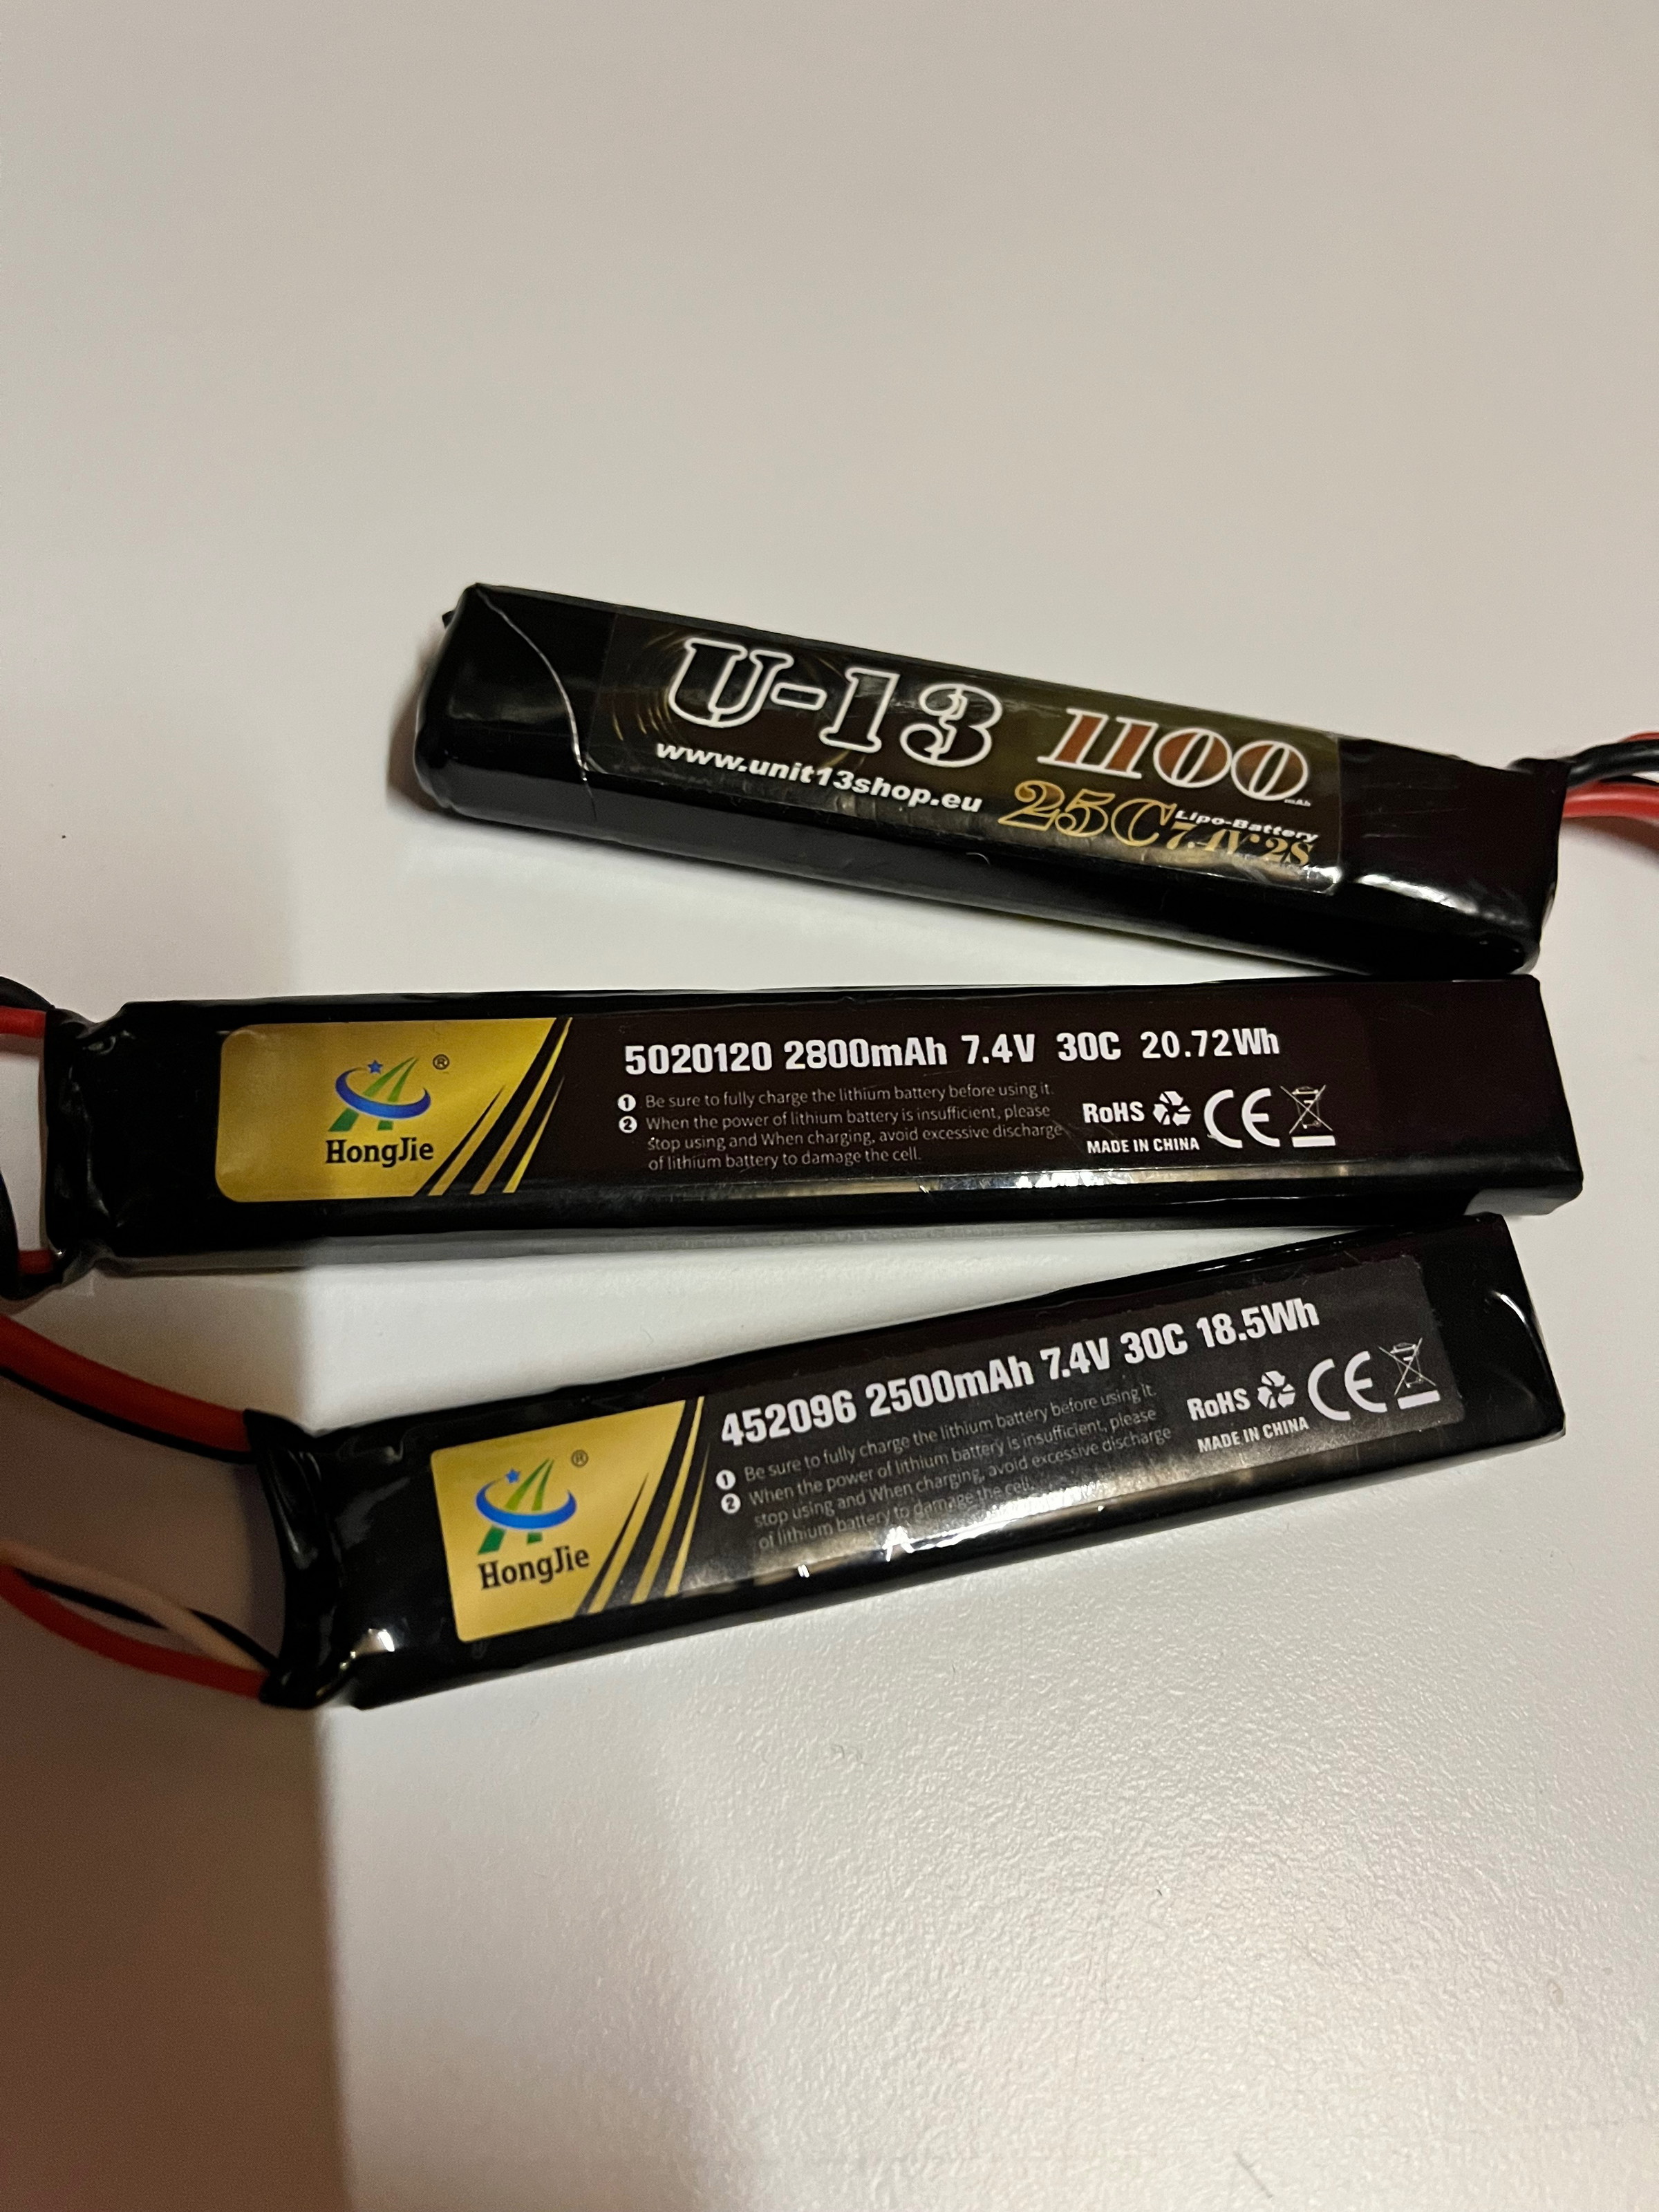 U-13 1100
mAh
www.unit13shop.eu
25C Lipo-Battery
7.4V 2S
HongJie ®
5020120 2800mAh 7.4V 30C 20.72Wh
1 Be sure to fully charge the lithium battery before using it.
2 When the power of lithium battery is insufficient, please
stop using and When charging, avoid excessive discharge
of lithium battery to damage the cell.
RoHS CE
MADE IN CHINA
HongJie ®
452096 2500mAh 7.4V 30C 18.5Wh
1 Be sure to fully charge the lithium battery before using it.
2 When the power of lithium battery is insufficient, please
stop using and When charging, avoid excessive discharge
of lithium battery to damage the cell.
RoHS CE
MADE IN CHINA